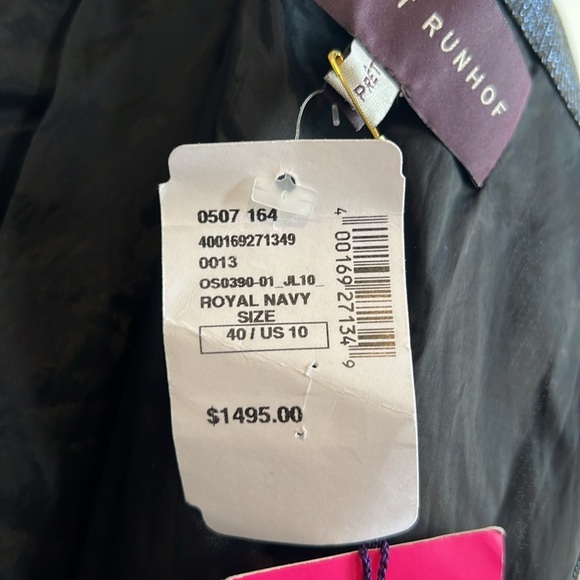 T RUNHOF
PRÊT
0507 164
400169271349
0013
OS0390-01_JL10_
ROYAL NAVY
SIZE
40 / US 10
$1495.00
4 00169 27134 9